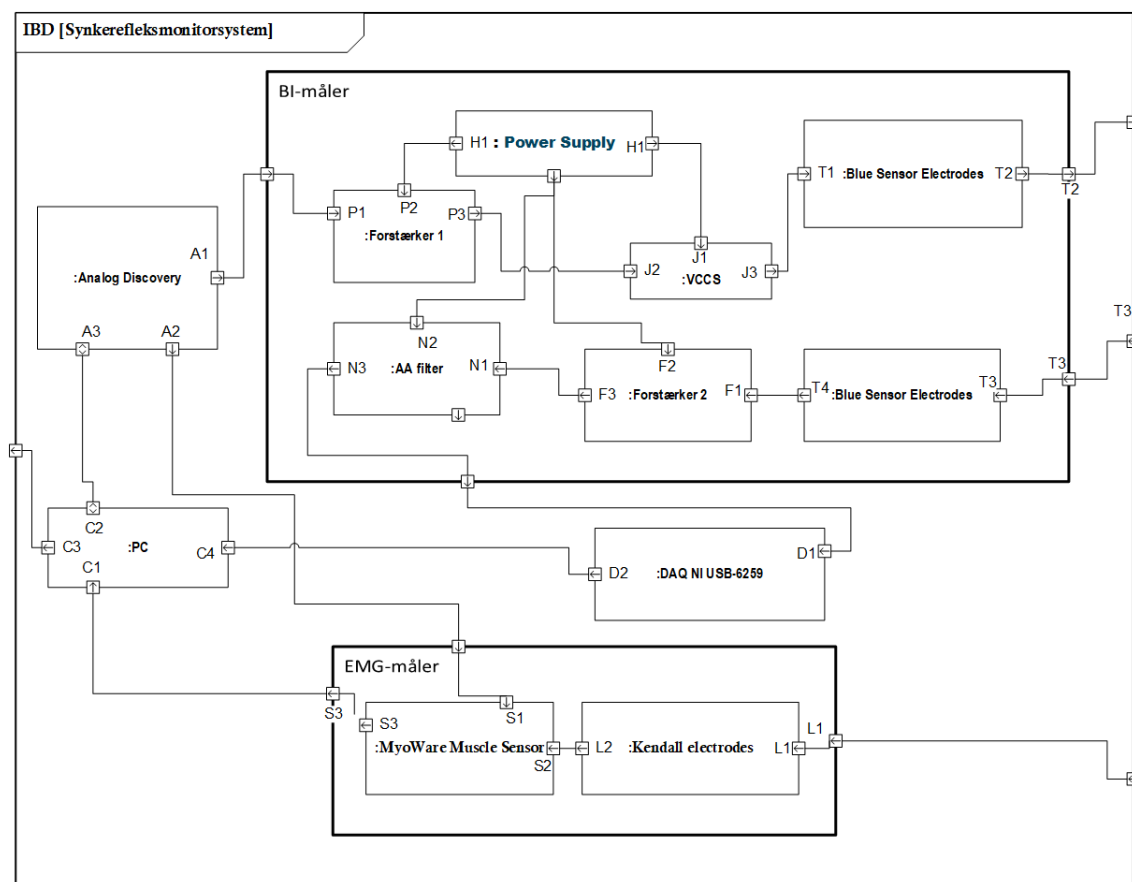 IBD [Synkerefleksmonitorsystem]
BI-måler
H1 : Power Supply H1
T1 :Blue Sensor Electrodes T2
T2
P1 P2 P3
:Forstærker 1
A1
:Analog Discovery
A3 A2
J2 J1 J3
:VCCS
T3
N2
N3 :AA filter N1
F2
F3 :Forstærker 2 F1
T3
T4 :Blue Sensor Electrodes T3
C2
C3 :PC C4
C1
D1
D2 :DAQ NI USB-6259
EMG-måler
S3
S3 S1
:MyoWare Muscle Sensor
S2
L2 :Kendall electrodes L1
L1